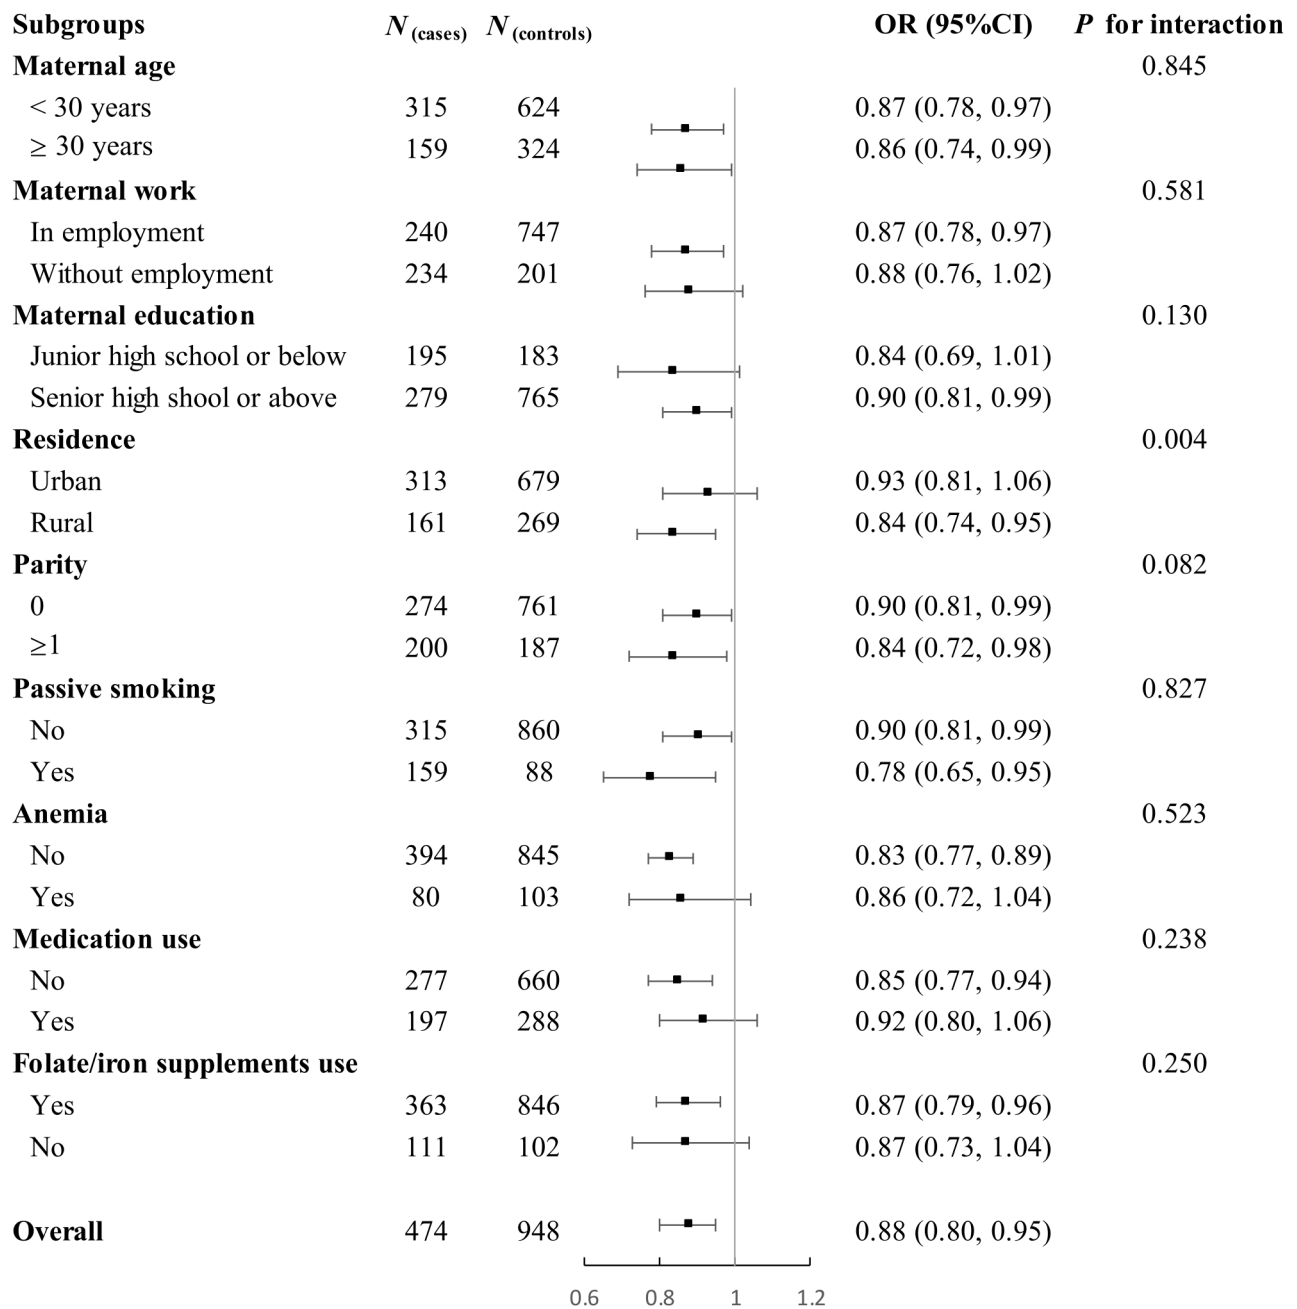 Subgroups N (cases) N (controls) OR (95%CI) P for interaction
Maternal age 0.845
< 30 years 315 624 0.87 (0.78, 0.97)
≥ 30 years 159 324 0.86 (0.74, 0.99)
Maternal work 0.581
In employment 240 747 0.87 (0.78, 0.97)
Without employment 234 201 0.88 (0.76, 1.02)
Maternal education 0.130
Junior high school or below 195 183 0.84 (0.69, 1.01)
Senior high shool or above 279 765 0.90 (0.81, 0.99)
Residence 0.004
Urban 313 679 0.93 (0.81, 1.06)
Rural 161 269 0.84 (0.74, 0.95)
Parity 0.082
0 274 761 0.90 (0.81, 0.99)
≥1 200 187 0.84 (0.72, 0.98)
Passive smoking 0.827
No 315 860 0.90 (0.81, 0.99)
Yes 159 88 0.78 (0.65, 0.95)
Anemia 0.523
No 394 845 0.83 (0.77, 0.89)
Yes 80 103 0.86 (0.72, 1.04)
Medication use 0.238
No 277 660 0.85 (0.77, 0.94)
Yes 197 288 0.92 (0.80, 1.06)
Folate/iron supplements use 0.250
Yes 363 846 0.87 (0.79, 0.96)
No 111 102 0.87 (0.73, 1.04)
Overall 474 948 0.88 (0.80, 0.95)
0.6 0.8 1 1.2